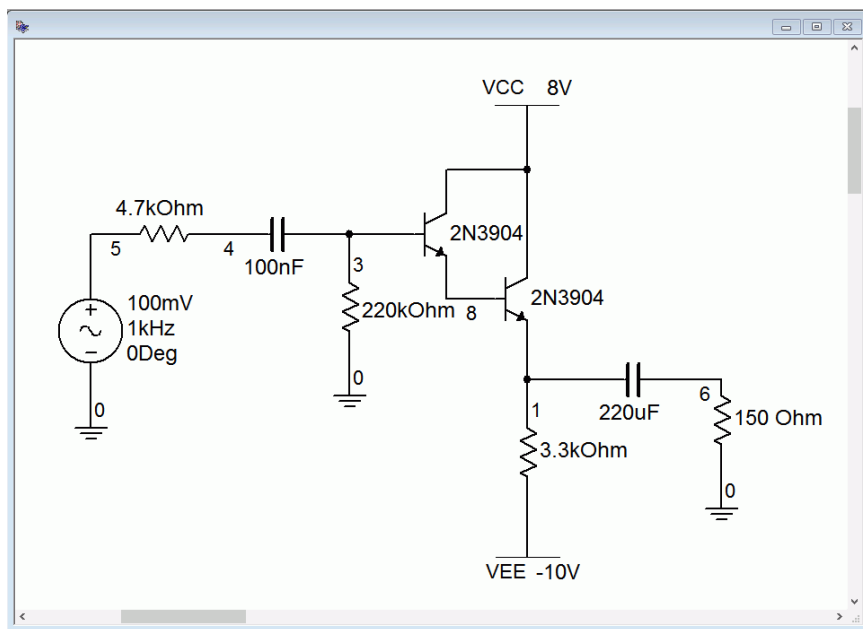 VCC 8V
4.7kOhm
2N3904
5
4
100nF
3
2N3904
100mV
220kOhm
8
1kHz
0Deg
0
0
1
220uF
6
150 Ohm
3.3kOhm
0
VEE -10V